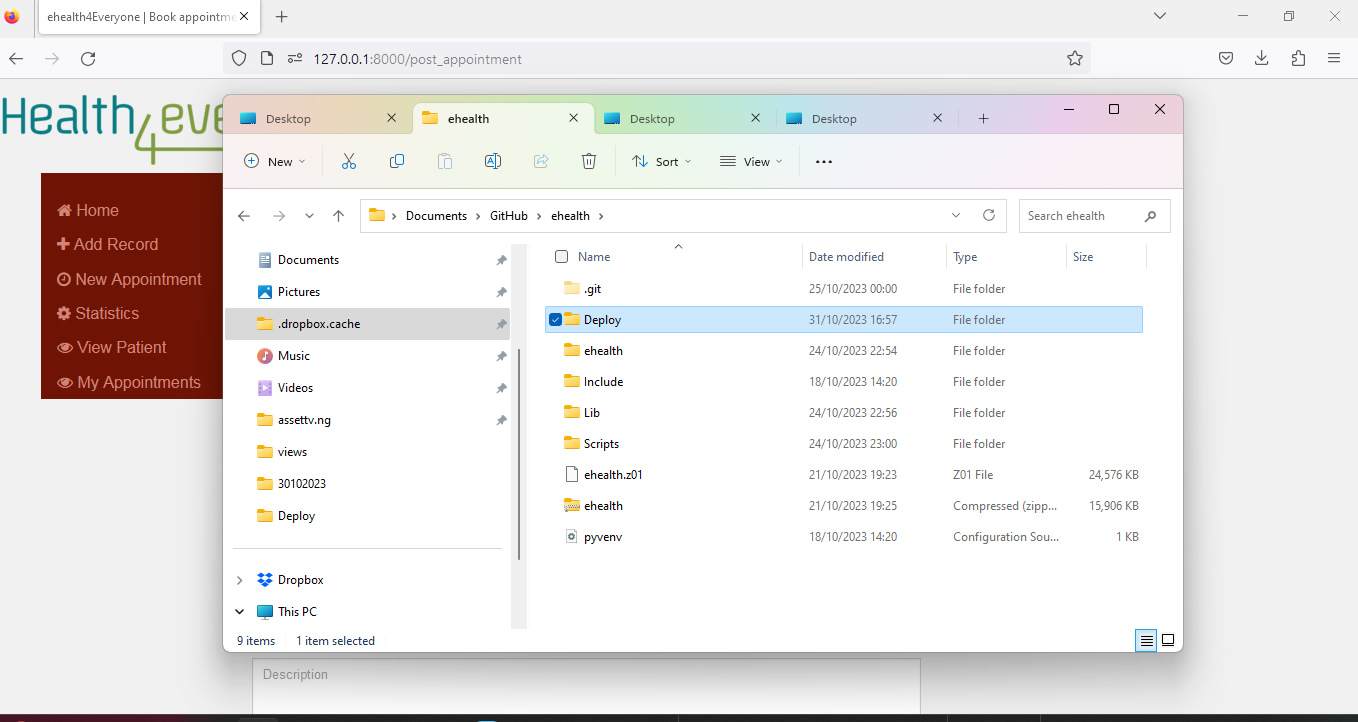 ehealth4Everyone | Book appointme
127.0.0.1:8000/post_appointment
Health4eve
Home
Add Record
New Appointment
Statistics
View Patient
My Appointments
Desktop
ehealth
Desktop
Desktop
New
Sort
View
Documents > GitHub > ehealth >
Search ehealth
Documents
Pictures
.dropbox.cache
Music
Videos
assettv.ng
views
30102023
Deploy
Dropbox
This PC
Name Date modified Type Size
.git 25/10/2023 00:00 File folder
Deploy 31/10/2023 16:57 File folder
ehealth 24/10/2023 22:54 File folder
Include 18/10/2023 14:20 File folder
Lib 24/10/2023 22:56 File folder
Scripts 24/10/2023 23:00 File folder
ehealth.z01 21/10/2023 19:23 Z01 File 24,576 KB
ehealth 21/10/2023 19:25 Compressed (zipp... 15,906 KB
pyvenv 18/10/2023 14:20 Configuration Sou... 1 KB
9 items 1 item selected
Description